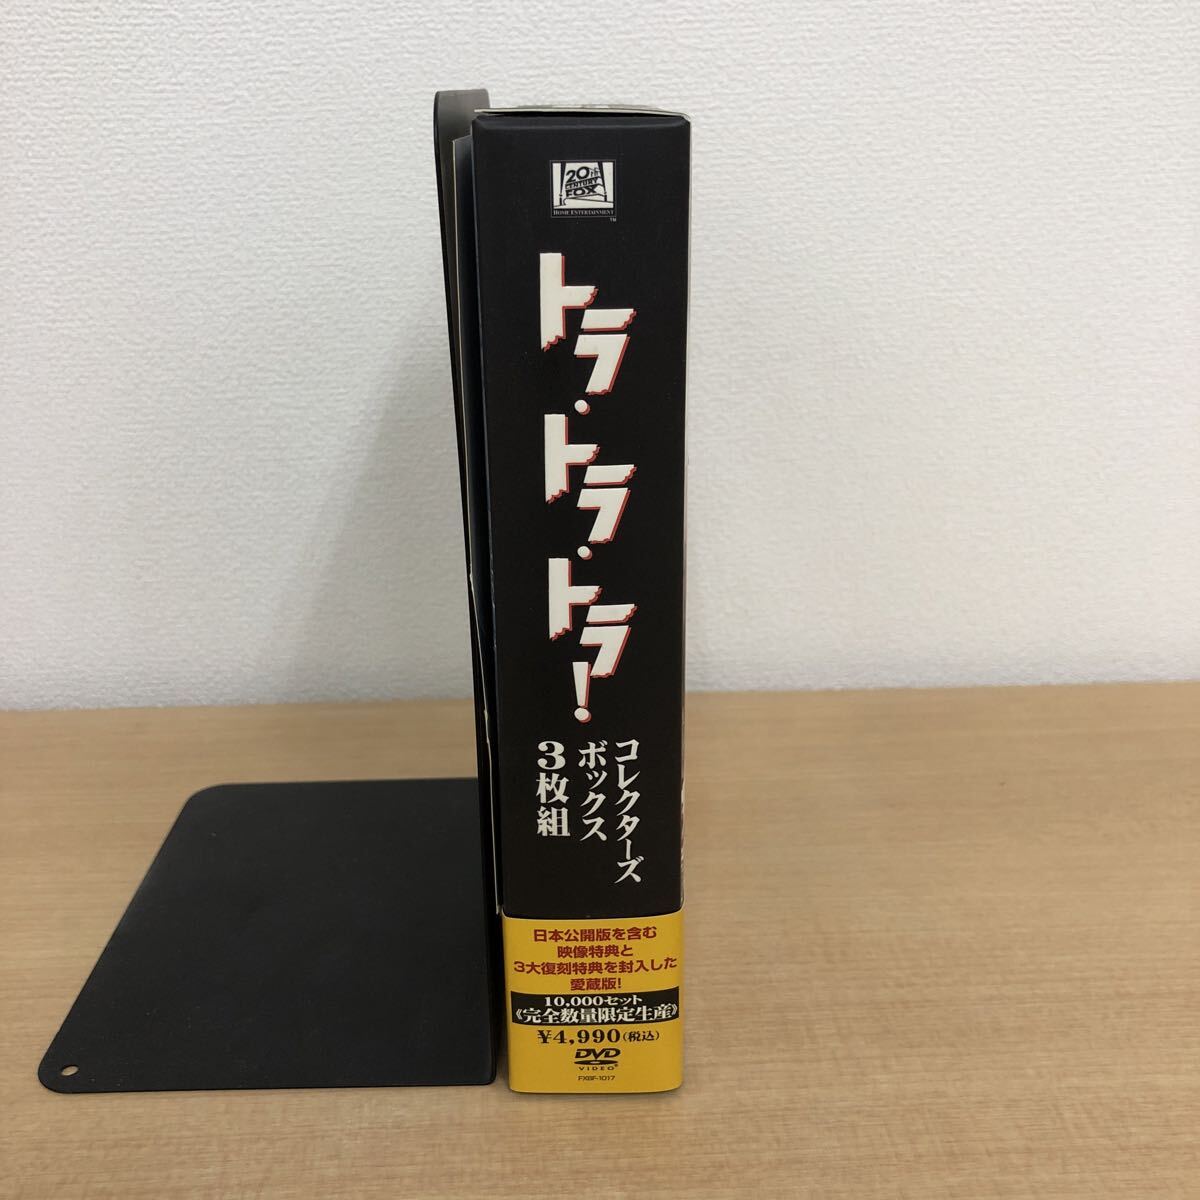 20th
CENTURY
FOX
HOME ENTERTAINMENT
TM
トラ・トラ・トラ!
コレクターズ
ボックス
3枚組
日本公開版を含む
映像特典と
3大復刻特典を封入した
愛蔵版!
10,000セット
《完全数量限定生産》
¥4,990(税込)
DVD
VIDEO
FXBF-1017